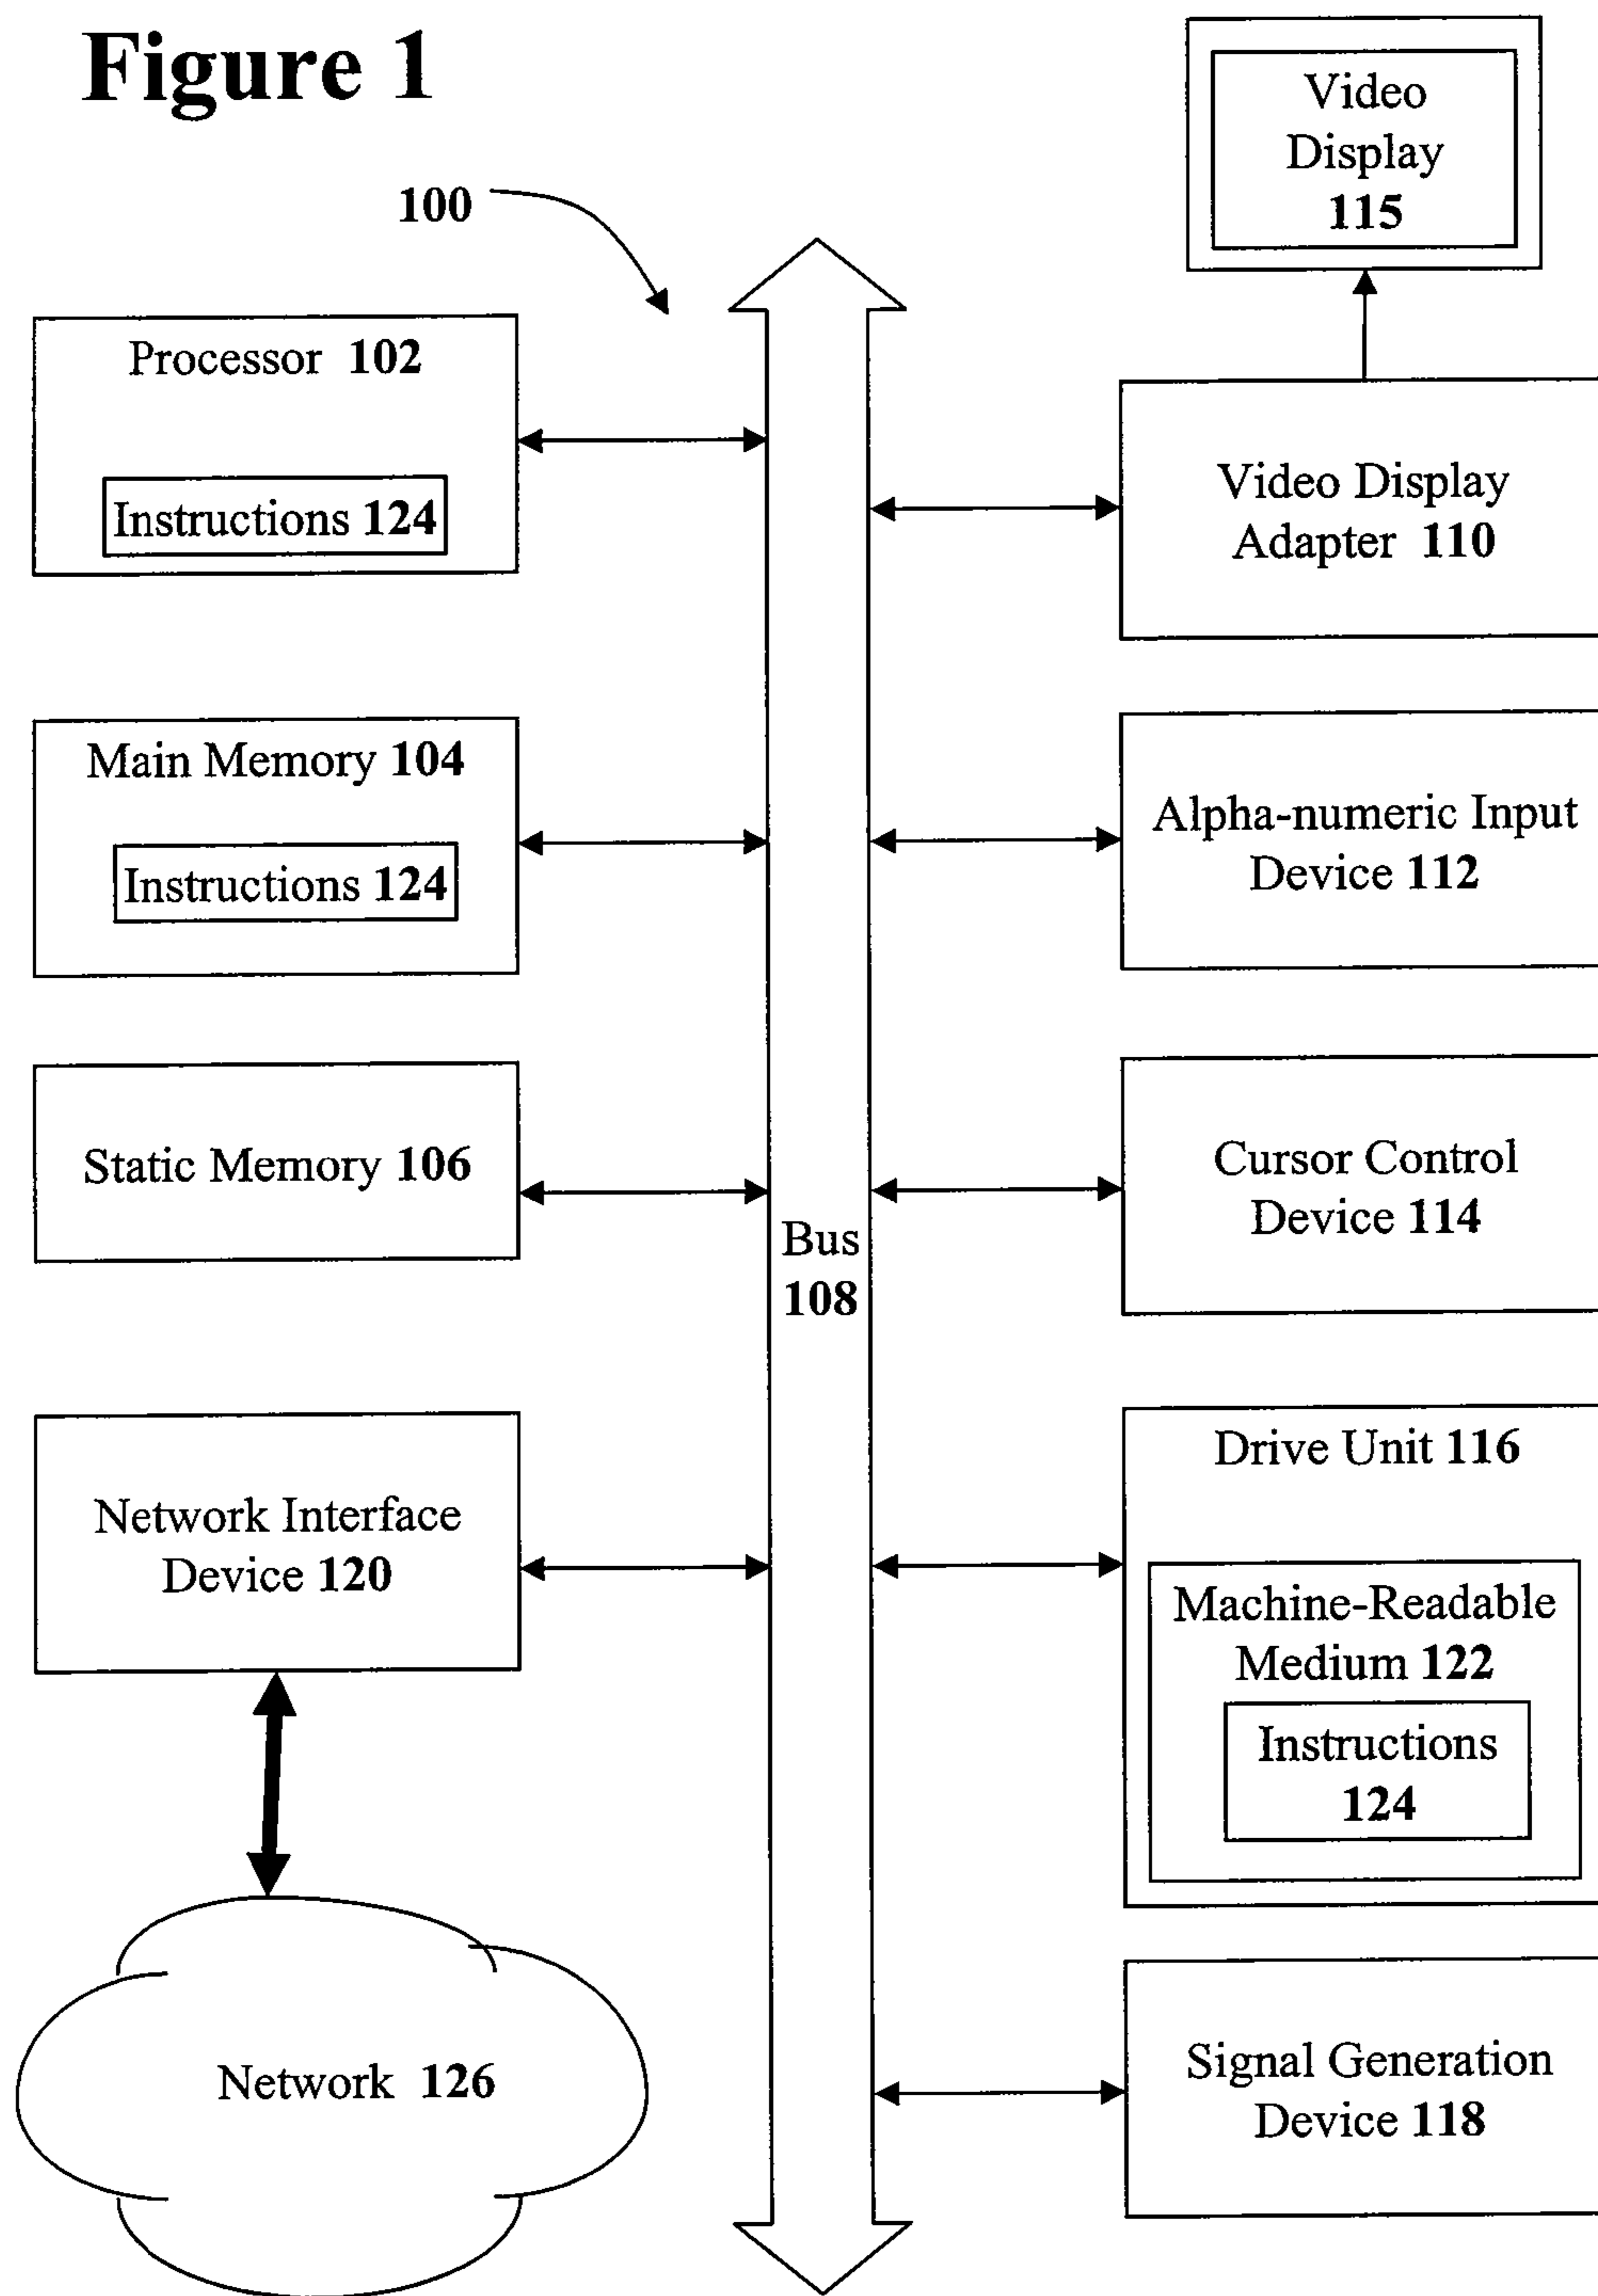 Figure 1
100
Video
Display
115
Processor 102
Instructions 124
Video Display
Adapter 110
Main Memory 104
Instructions 124
Alpha-numeric Input
Device 112
Static Memory 106
Cursor Control
Device 114
Bus
108
Network Interface
Device 120
Drive Unit 116
Machine-Readable
Medium 122
Instructions
124
Network 126
Signal Generation
Device 118